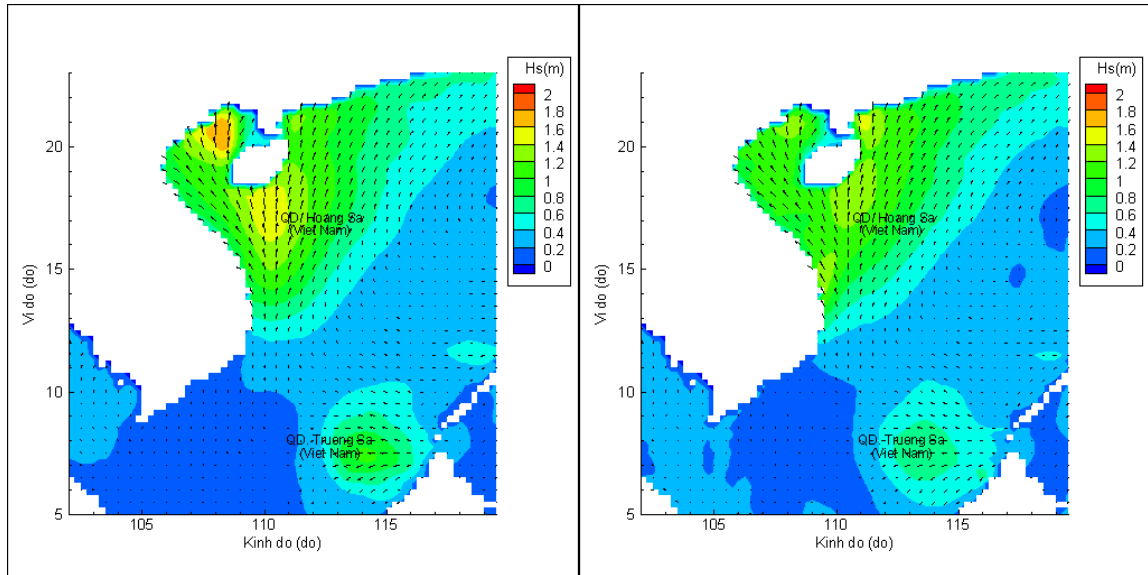 Hs(m)
2
1.8
1.6
1.4
1.2
1
0.8
0.6
0.4
0.2
0
20
15
10
5
Vi do (do)
QD/ Hoang Sa
(Viet Nam)
QD. Truong Sa
(Viet Nam)
105
110
115
Kinh do (do)
Hs(m)
2
1.8
1.6
1.4
1.2
1
0.8
0.6
0.4
0.2
0
20
15
10
5
Vi do (do)
QD/ Hoang Sa
(Viet Nam)
QD. Truong Sa
(Viet Nam)
105
110
115
Kinh do (do)